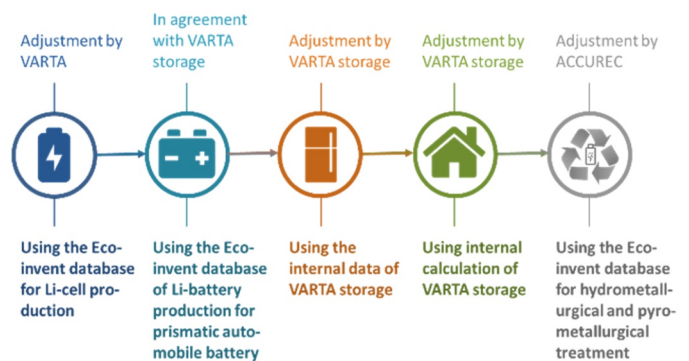 Adjustment by
VARTA
In agreement
with VARTA
storage
Adjustment by
VARTA storage
Adjustment by
VARTA storage
Adjustment by
ACCUREC
Using the Eco-
invent database
for Li-cell pro-
duction
Using the Eco-
invent database
of Li-battery
production for
prismatic auto-
mobile battery
Using the
internal data of
VARTA storage
Using internal
calculation of
VARTA storage
Using the Eco-
invent database
for hydrometall-
urgical and pyro-
metallurgical
treatment